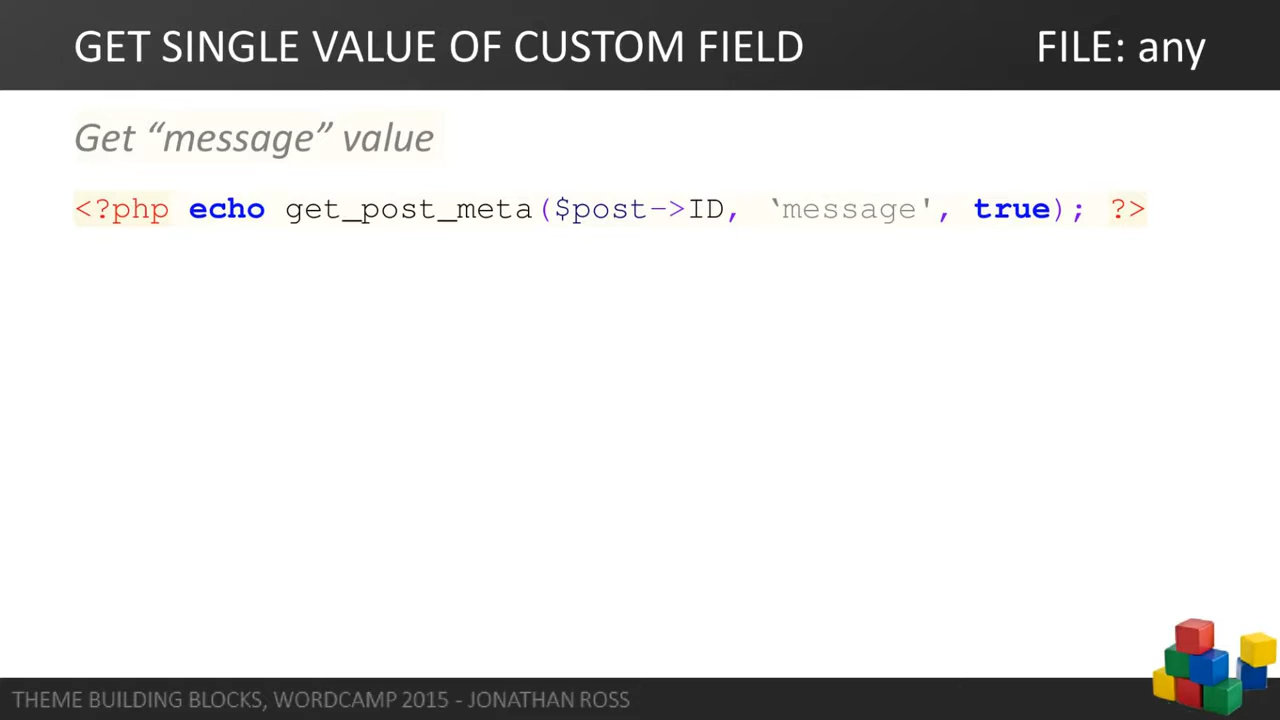 GET SINGLE VALUE OF CUSTOM FIELD
FILE: any
Get “message” value
<?php echo get_post_meta($post->ID, ‘message', true); ?>
THEME BUILDING BLOCKS, WORDCAMP 2015 - JONATHAN ROSS